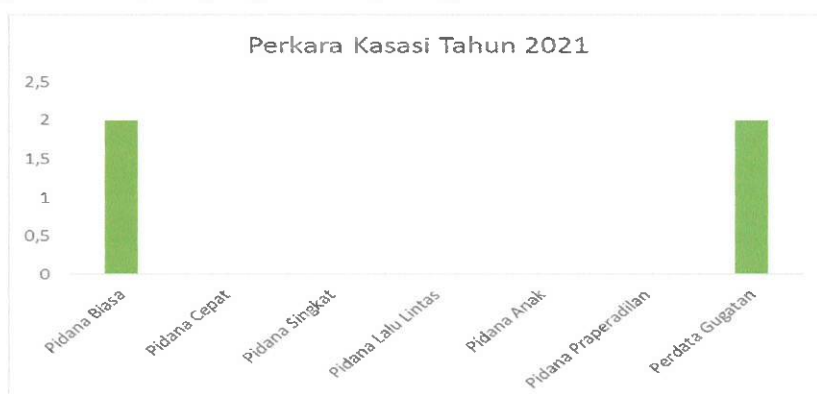 Perkara Kasasi Tahun 2021
2,5
2
1,5
1
0,5
0
Pidana Biasa
Pidana Cepat
Pidana Singkat
Pidana Lalu Lintas
Pidana Anak
Pidana Praperadilan
Perdata Gugatan